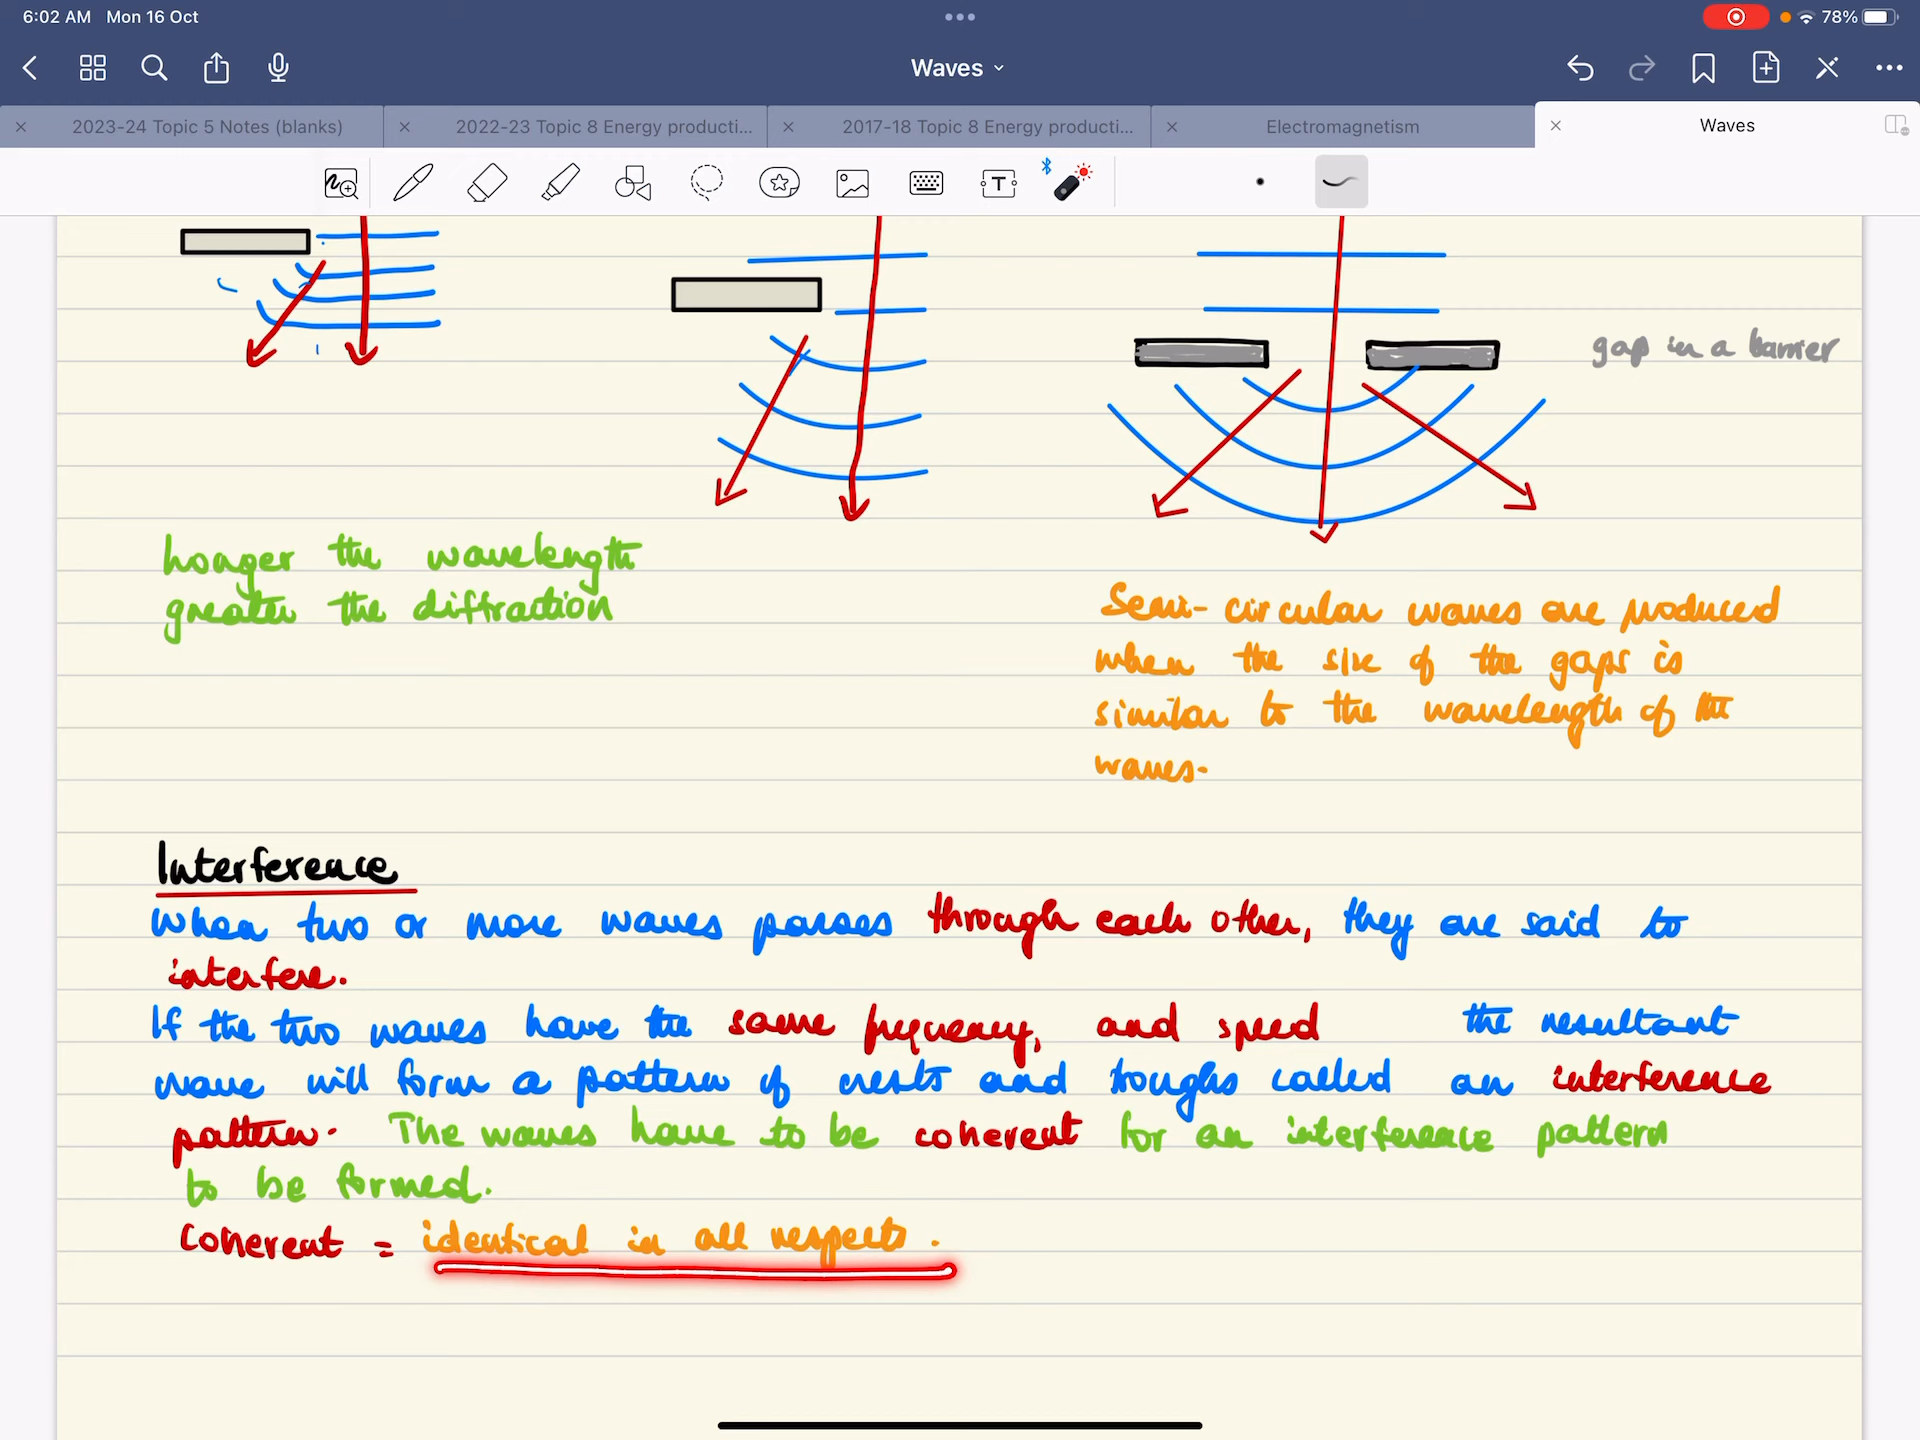 6:02 AM Mon 16 Oct
78%
Waves
2023-24 Topic 5 Notes (blanks)
2022-23 Topic 8 Energy producti...
2017-18 Topic 8 Energy producti...
Electromagnetism
Waves
T
gap in a barrier
Longer the wavelength
greater the diffraction
Semi-circular waves are produced
when the size of the gaps is
similar to the wavelength of the
waves.
Interference
When two or more waves passes through each other, they are said to
interfere.
If the two waves have the same frequency, and speed the resultant
wave will form a pattern of crests and troughs called an interference
pattern. The waves have to be coherent for an interference pattern
to be formed.
Coherent = identical in all respects.